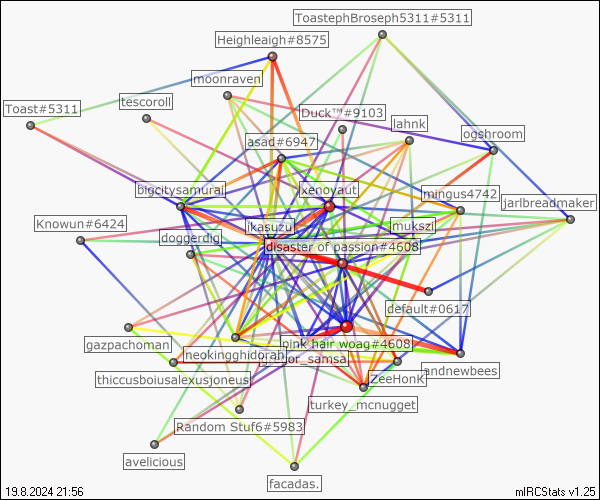 ToastephBroseph5311#5311
Heighleaigh#8575
moonraven
Toast#5311
tescoroll
Duck™#9103
lahnk
ogshroom
asad#6947
bigcitysamurai
xenoyaut
mingus4742
jarlbreadmaker
Knowun#6424
ikasuzu
mukszi
doggerdig
disaster of passion#4608
default#0617
gazpachoman
pink hair woag#4608
neokingghidorah
_sansa
andnewbees
thiccusboiusalexusjoneus
ZeeHonk
turkey_mcnugget
Random Stuf6#5983
avelicious
facadas.
19.8.2024 21:56
mIRCStats v1.25